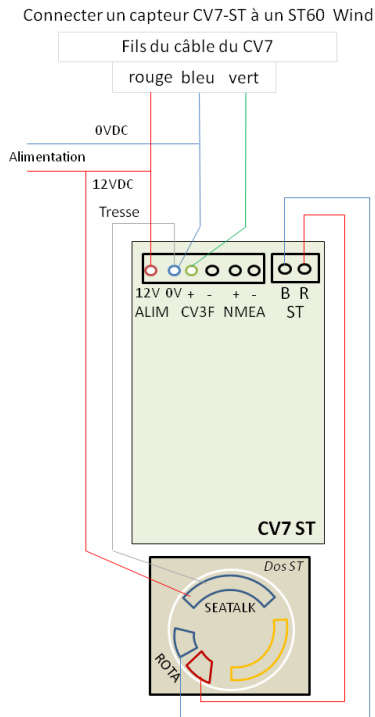 Connecter un capteur CV7-ST à un ST60 Wind
Fils du câble du CV7
rouge bleu vert
0VDC
Alimentation
12VDC
Tresse
12V 0V + - + - B R
ALIM CV3F NMEA ST
CV7 ST
Dos ST
SEATALK
ROTA